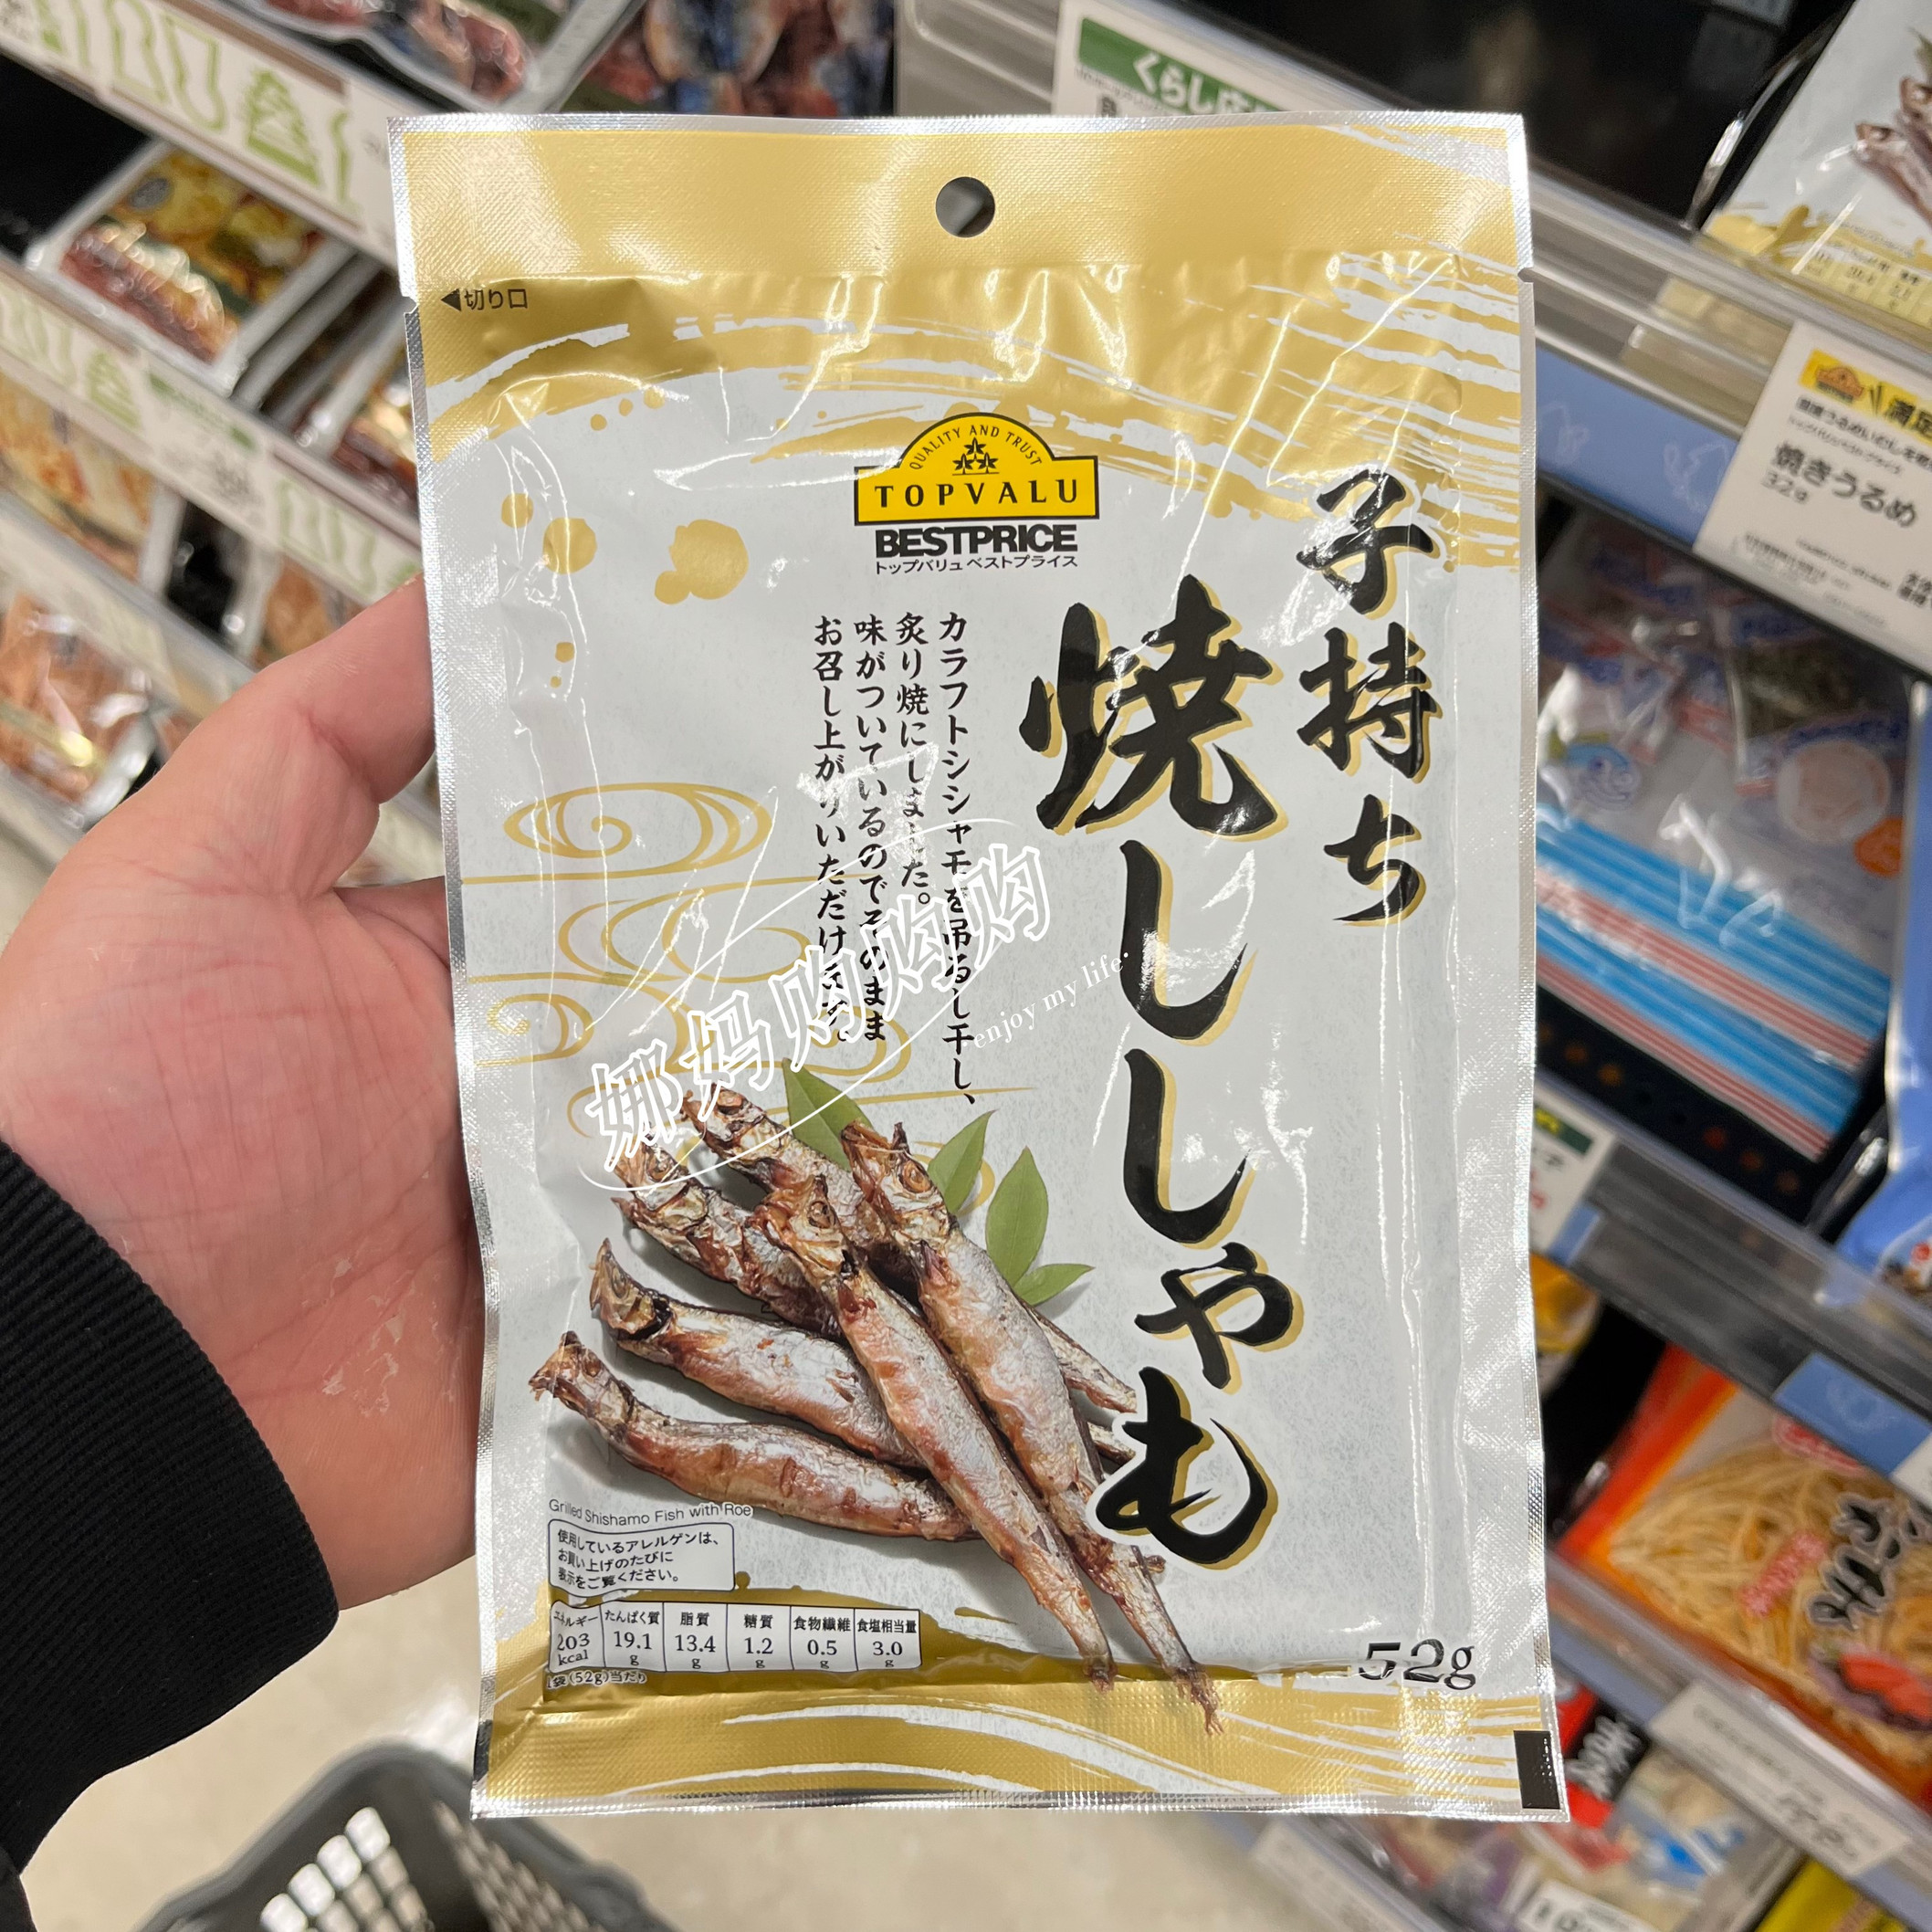 くらし応
◀切り口
QUALITY AND TRUST
TOPVALU
BESTPRICE
トップバリュ ベストプライス
子持ち
焼ししゃも
カラフトシシャモを吊るし干し、
炙り焼にしました。
味がついているのでそのまま
お召し上がりいただけます。
娜妈购购购
enjoy my life·
Grilled Shishamo Fish with Roe
使用しているアレルゲンは、
お買い上げのたびに
表示をご覧ください。
エネルギー たんぱく質 脂質 糖質 食物繊維 食塩相当量
203 kcal 19.1 g 13.4 g 1.2 g 0.5 g 3.0 g
1袋(52g)当たり
52g
焼きうるめ
32g